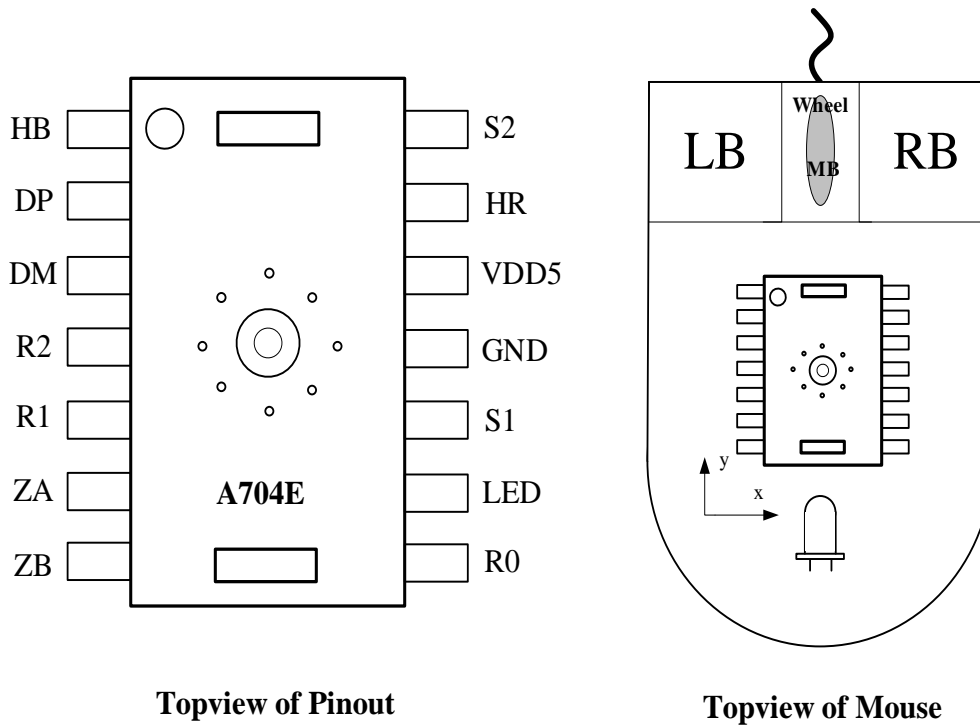 HB
DP
DM
R2
R1
ZA
ZB
A704E
S2
HR
VDD5
GND
S1
LED
R0
Topview of Pinout
Wheel
LB
MB
RB
y
x
Topview of Mouse